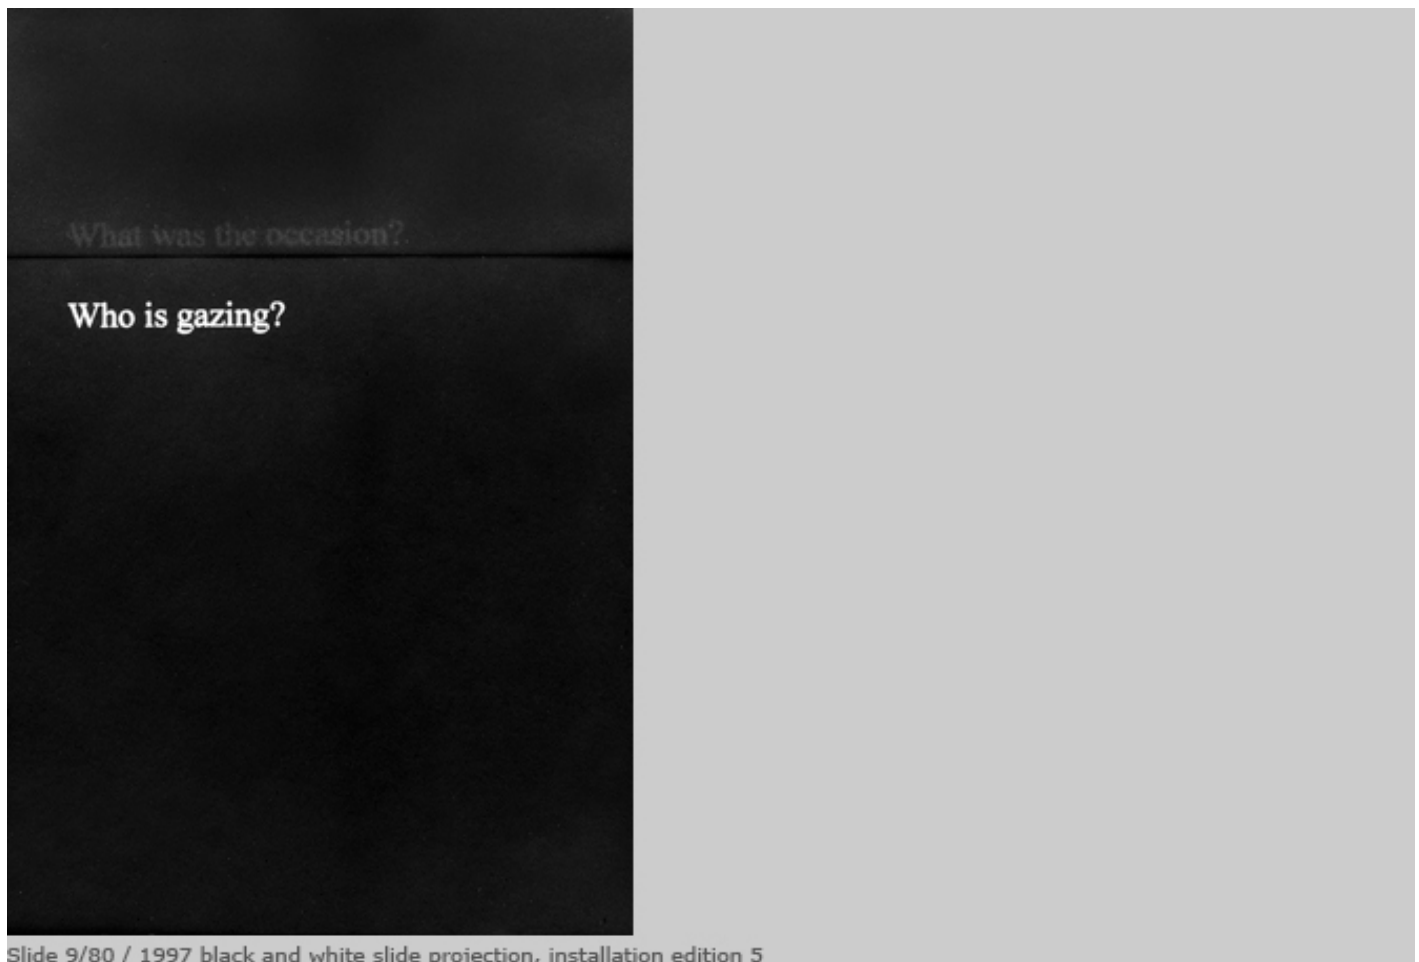 What was the occasion?
Who is gazing?
Slide 9/80 / 1997 black and white slide projection, installation edition 5